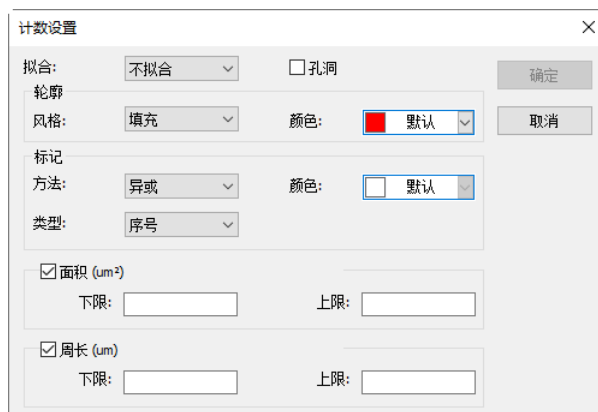 计数设置
拟合: 不拟合 孔洞 确定
轮廓
风格: 填充 颜色: 默认 取消
标记
方法: 异或 颜色: 默认
类型: 序号
面积 (um²)
下限: 上限:
周长 (um)
下限: 上限: